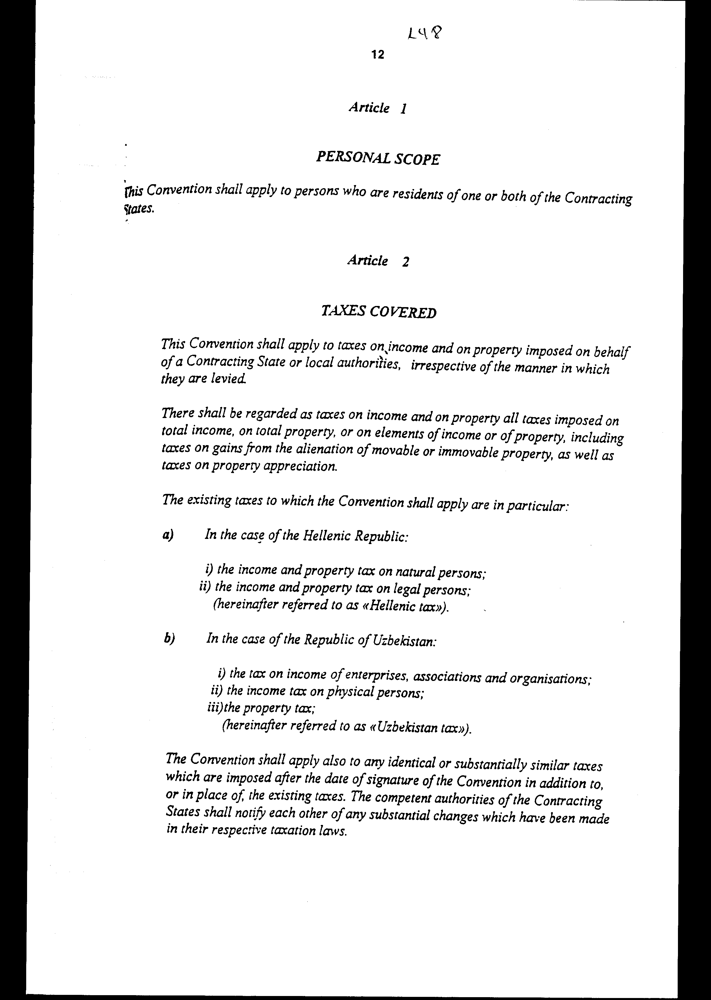 L48
12
Article 1
PERSONAL SCOPE
This Convention shall apply to persons who are residents of one or both of the Contracting
States.
Article 2
TAXES COVERED
This Convention shall apply to taxes on income and on property imposed on behalf
of a Contracting State or local authorities, irrespective of the manner in which
they are levied.
There shall be regarded as taxes on income and on property all taxes imposed on
total income, on total property, or on elements of income or of property, including
taxes on gains from the alienation of movable or immovable property, as well as
taxes on property appreciation.
The existing taxes to which the Convention shall apply are in particular:
a) In the case of the Hellenic Republic:
i) the income and property tax on natural persons;
ii) the income and property tax on legal persons;
(hereinafter referred to as «Hellenic tax»).
b) In the case of the Republic of Uzbekistan:
i) the tax on income of enterprises, associations and organisations;
ii) the income tax on physical persons;
iii)the property tax;
(hereinafter referred to as «Uzbekistan tax»).
The Convention shall apply also to any identical or substantially similar taxes
which are imposed after the date of signature of the Convention in addition to,
or in place of, the existing taxes. The competent authorities of the Contracting
States shall notify each other of any substantial changes which have been made
in their respective taxation laws.